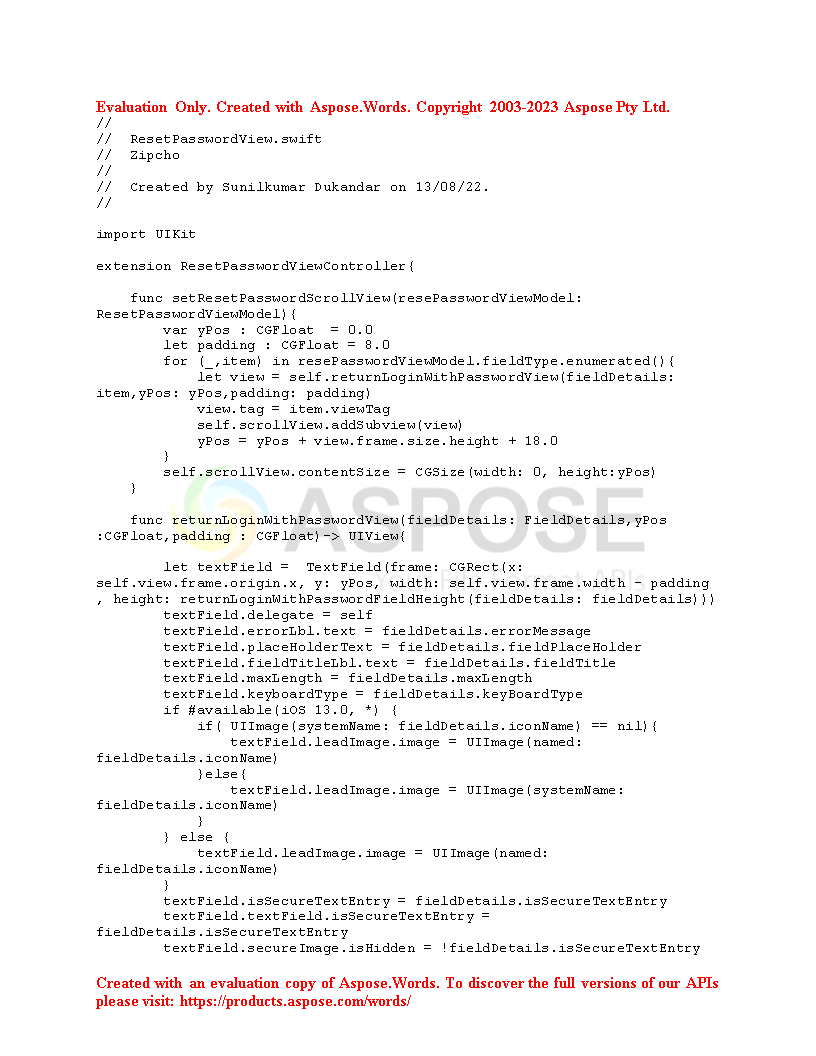 Evaluation Only. Created with Aspose.Words. Copyright 2003-2023 Aspose Pty Ltd.
//
//  ResetPasswordView.swift
//  Zipcho
//
//  Created by Sunilkumar Dukandar on 13/08/22.
//
import UIKit
extension ResetPasswordViewController{
    func setResetPasswordScrollView(resePasswordViewModel:
ResetPasswordViewModel){
        var yPos : CGFloat  = 0.0
        let padding : CGFloat = 8.0
        for (_,item) in resePasswordViewModel.fieldType.enumerated(){
            let view = self.returnLoginWithPasswordView(fieldDetails:
item,yPos: yPos,padding: padding)
            view.tag = item.viewTag
            self.scrollView.addSubview(view)
            yPos = yPos + view.frame.size.height + 18.0
        }
        self.scrollView.contentSize = CGSize(width: 0, height:yPos)
    }
ASPOSE
    func returnLoginWithPasswordView(fieldDetails: FieldDetails,yPos
:CGFloat,padding : CGFloat)-> UIView{
        let textField =  TextField(frame: CGRect(x:
self.view.frame.origin.x, y: yPos, width: self.view.frame.width - padding
, height: returnLoginWithPasswordFieldHeight(fieldDetails: fieldDetails)))
        textField.delegate = self
        textField.errorLbl.text = fieldDetails.errorMessage
        textField.placeHolderText = fieldDetails.fieldPlaceHolder
        textField.fieldTitleLbl.text = fieldDetails.fieldTitle
        textField.maxLength = fieldDetails.maxLength
        textField.keyboardType = fieldDetails.keyBoardType
        if #available(iOS 13.0, *) {
            if( UIImage(systemName: fieldDetails.iconName) == nil){
                textField.leadImage.image = UIImage(named:
fieldDetails.iconName)
            }else{
                textField.leadImage.image = UIImage(systemName:
fieldDetails.iconName)
            }
        } else {
            textField.leadImage.image = UIImage(named:
fieldDetails.iconName)
        }
        textField.isSecureTextEntry = fieldDetails.isSecureTextEntry
        textField.textField.isSecureTextEntry =
fieldDetails.isSecureTextEntry
        textField.secureImage.isHidden = !fieldDetails.isSecureTextEntry
Created with an evaluation copy of Aspose.Words. To discover the full versions of our APIs
please visit: https://products.aspose.com/words/